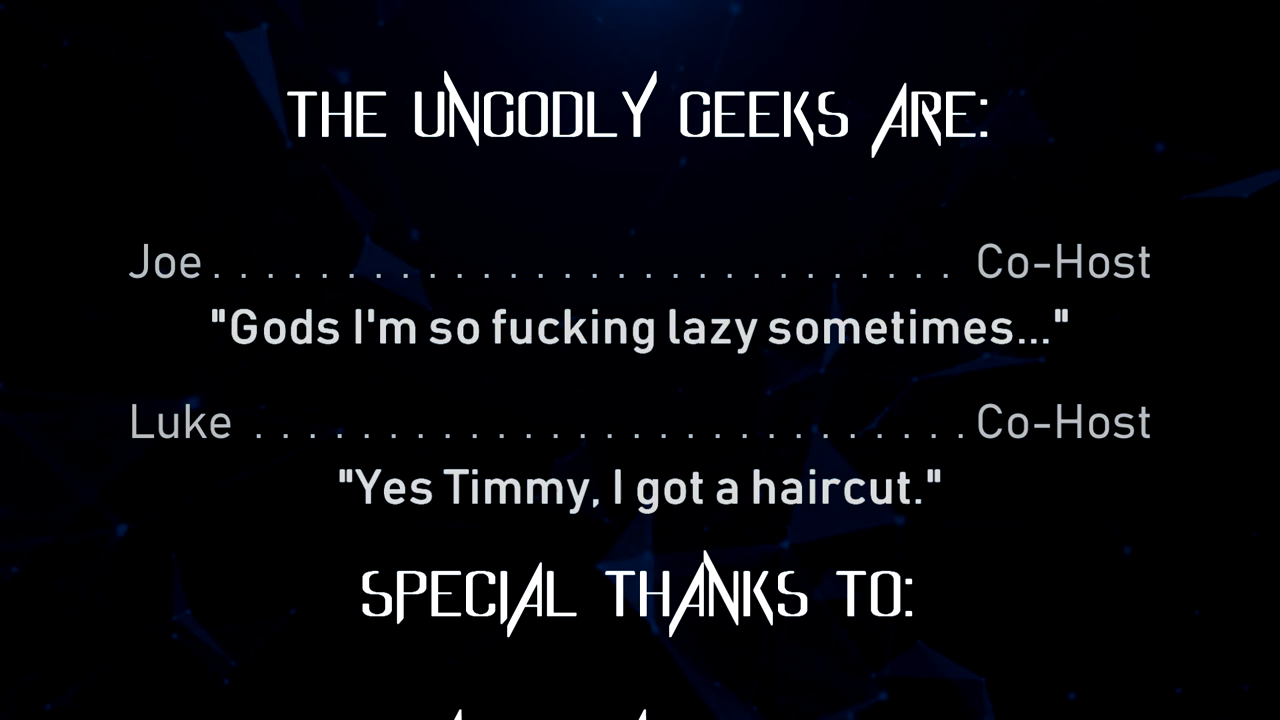 THE UNGODLY GEEKS ARE:
Joe . . . . . . . . . . . . . . . . . . . . . . . . . . . . Co-Host
"Gods I'm so fucking lazy sometimes..."
Luke . . . . . . . . . . . . . . . . . . . . . . . . . . . Co-Host
"Yes Timmy, I got a haircut."
SPECIAL THANKS TO: